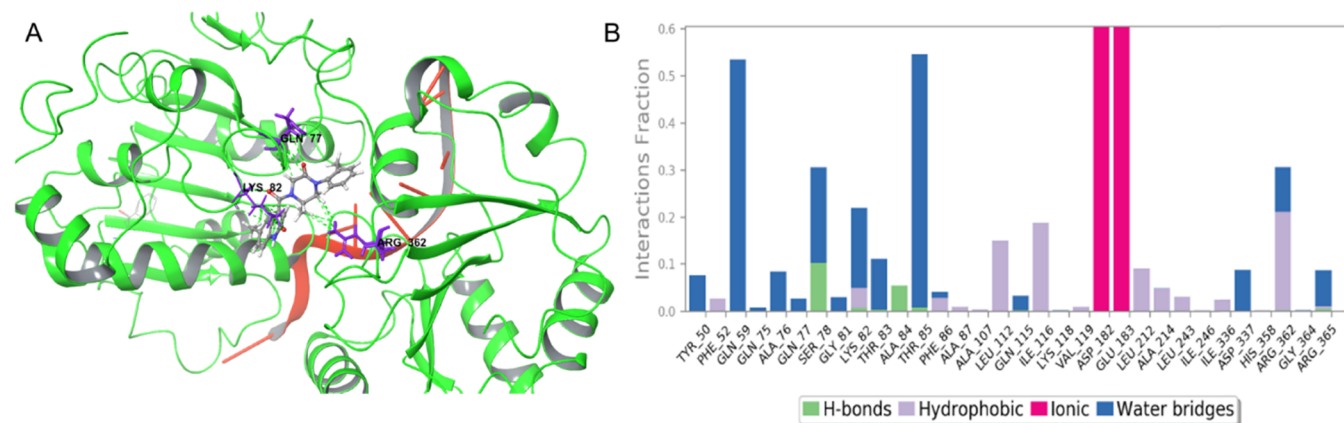 A
GLN 77
LYS 82
ARG 362
B
Interactions Fraction
0.6
0.5
0.4
0.3
0.2
0.1
0.0
TYR_50
PHE_52
GLN_59
GLN_75
ALA_76
GLN_77
SER_78
GLY_81
LYS_82
THR_83
ALA_84
THR_85
PHE_86
ALA_87
ALA_107
LEU_112
GLN_115
ILE_116
LYS_118
VAL_119
ASP_182
GLU_183
LEU_212
ALA_214
LEU_243
ILE_246
ILE_336
ASP_337
HIS_358
ARG_362
GLY_364
ARG_365
H-bonds Hydrophobic Ionic Water bridges